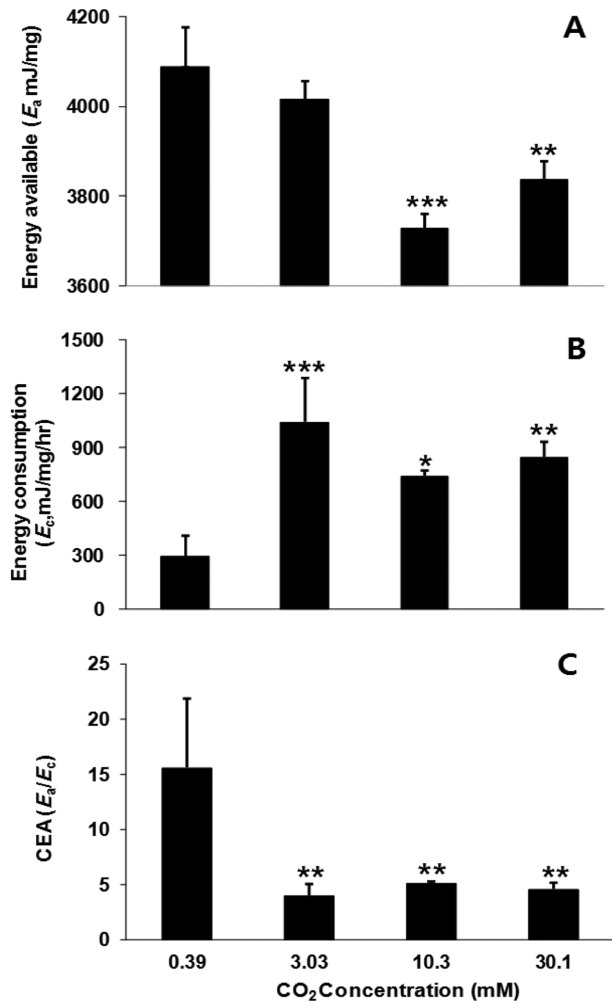 A
Energy available (Eₐ mJ/mg)
4200
4000
3800
3600
***
**
B
Energy consumption
(E꜀,mJ/mg/hr)
1500
1200
900
600
300
0
***
*
**
C
CEA (Eₐ/E꜀)
25
20
15
10
5
0
**
**
**
0.39 3.03 10.3 30.1
CO₂ Concentration (mM)